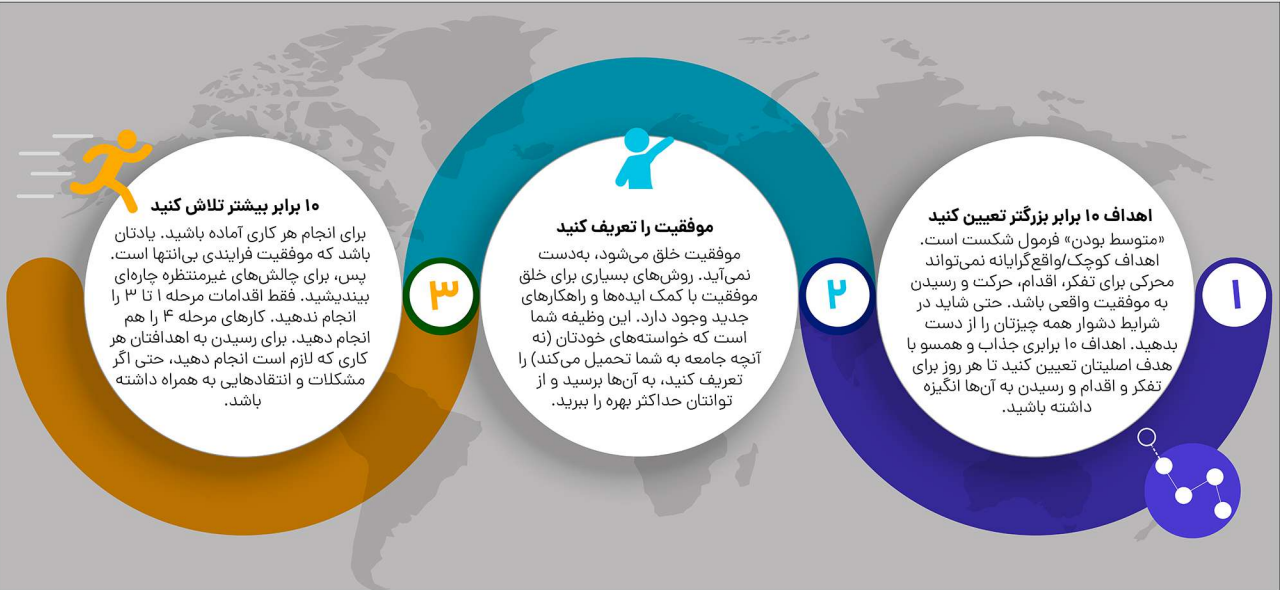 ۱
اهداف ۱۰ برابر بزرگتر تعیین کنید
«متوسط بودن» فرمول شکست است.
اهداف کوچک/واقع‌گرایانه نمی‌تواند
محرکی برای تفکر، اقدام، حرکت و رسیدن
به موفقیت واقعی باشد. حتی شاید در
شرایط دشوار همه چیزتان را از دست
بدهید. اهداف ۱۰ برابری جذاب و همسو با
هدف اصلیتان تعیین کنید تا هر روز برای
تفکر و اقدام و رسیدن به آن‌ها انگیزه
داشته باشید.
۲
موفقیت را تعریف کنید
موفقیت خلق می‌شود، به‌دست
نمی‌آید. روش‌های بسیاری برای خلق
موفقیت با کمک ایده‌ها و راهکارهای
جدید وجود دارد. این وظیفه شما
است که خواسته‌های خودتان (نه
آنچه جامعه به شما تحمیل می‌کند) را
تعریف کنید، به آن‌ها برسید و از
توانتان حداکثر بهره را ببرید.
۳
۱۰ برابر بیشتر تلاش کنید
برای انجام هر کاری آماده باشید. یادتان
باشد که موفقیت فرایندی بی‌انتها است.
پس، برای چالش‌های غیرمنتظره چاره‌ای
بیندیشید. فقط اقدامات مرحله ۱ تا ۳ را
انجام ندهید. کارهای مرحله ۴ را هم
انجام دهید. برای رسیدن به اهدافتان هر
کاری که لازم است انجام دهید، حتی اگر
مشکلات و انتقادهایی به همراه داشته
باشد.